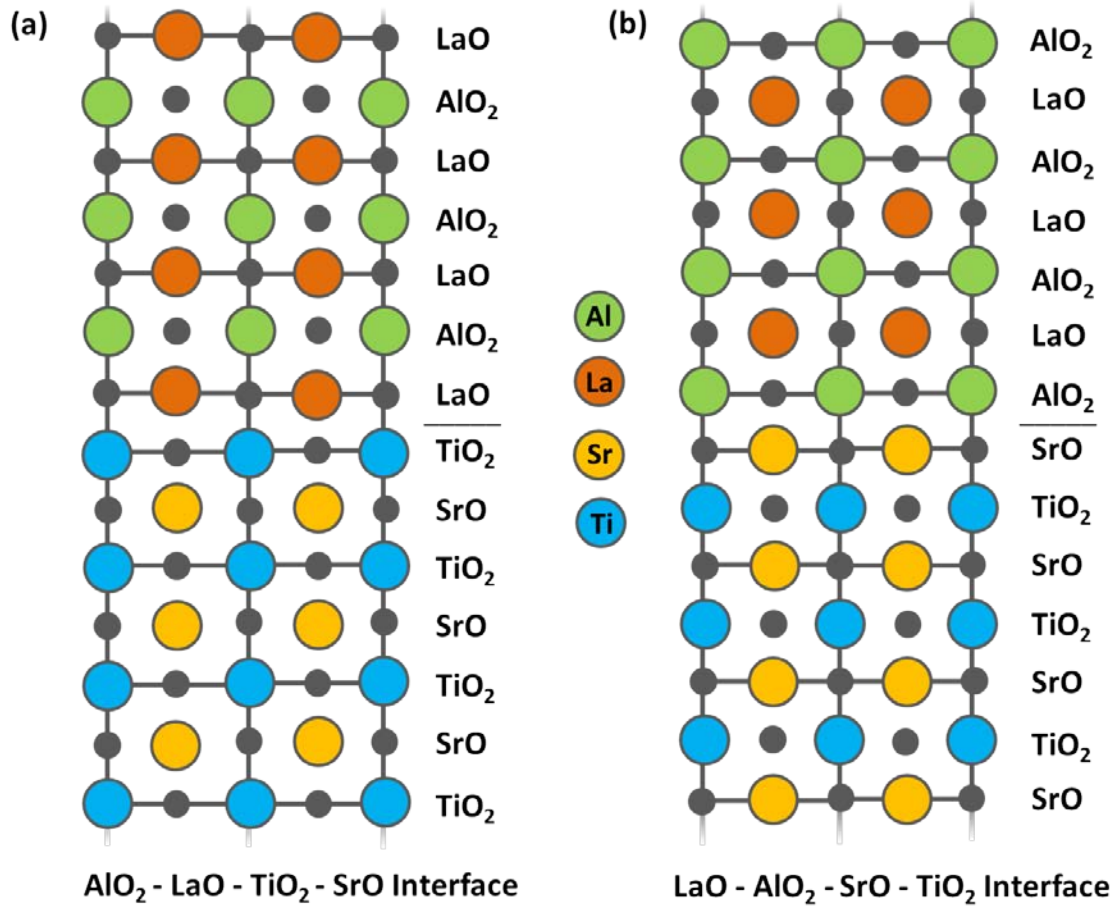 (a)
LaO
AlO₂
LaO
AlO₂
LaO
AlO₂
LaO
TiO₂
SrO
TiO₂
SrO
TiO₂
SrO
TiO₂
AlO₂ - LaO - TiO₂ - SrO Interface
Al
La
Sr
Ti
(b)
AlO₂
LaO
AlO₂
LaO
AlO₂
LaO
AlO₂
SrO
TiO₂
SrO
TiO₂
SrO
TiO₂
SrO
LaO - AlO₂ - SrO - TiO₂ Interface